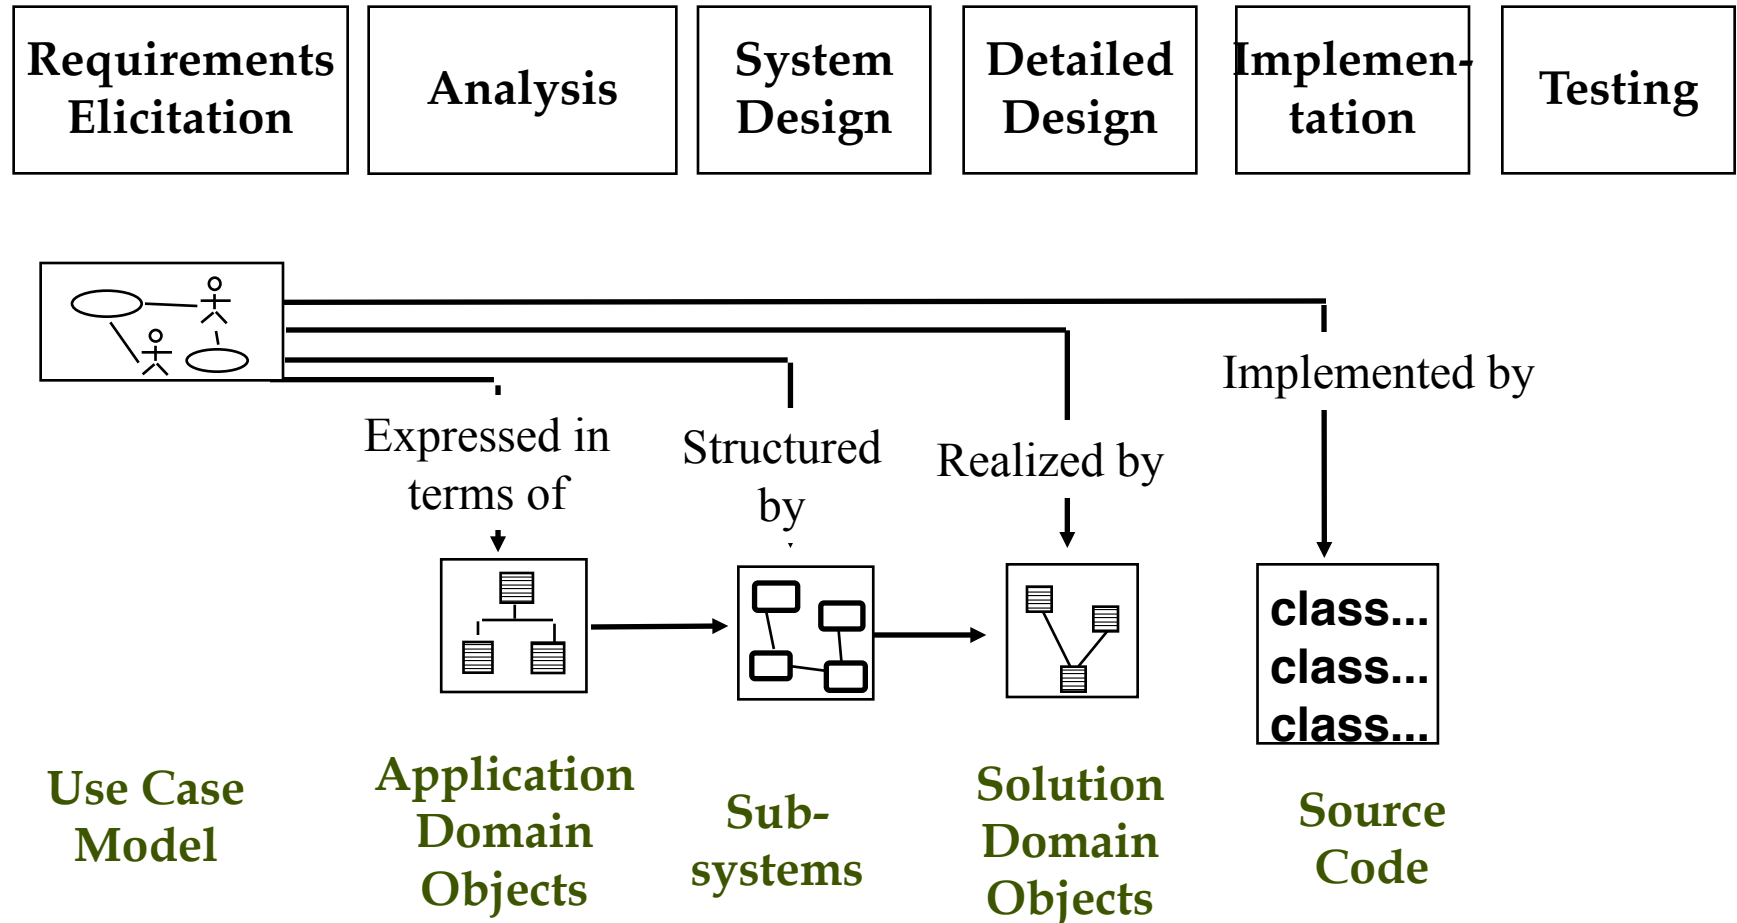 Requirements
Elicitation
Analysis
System
Design
Detailed
Design
Implemen-
tation
Testing
Expressed in
terms of
Structured
by
Realized by
Implemented by
class...
class...
class...
Use Case
Model
Application
Domain
Objects
Sub-
systems
Solution
Domain
Objects
Source
Code